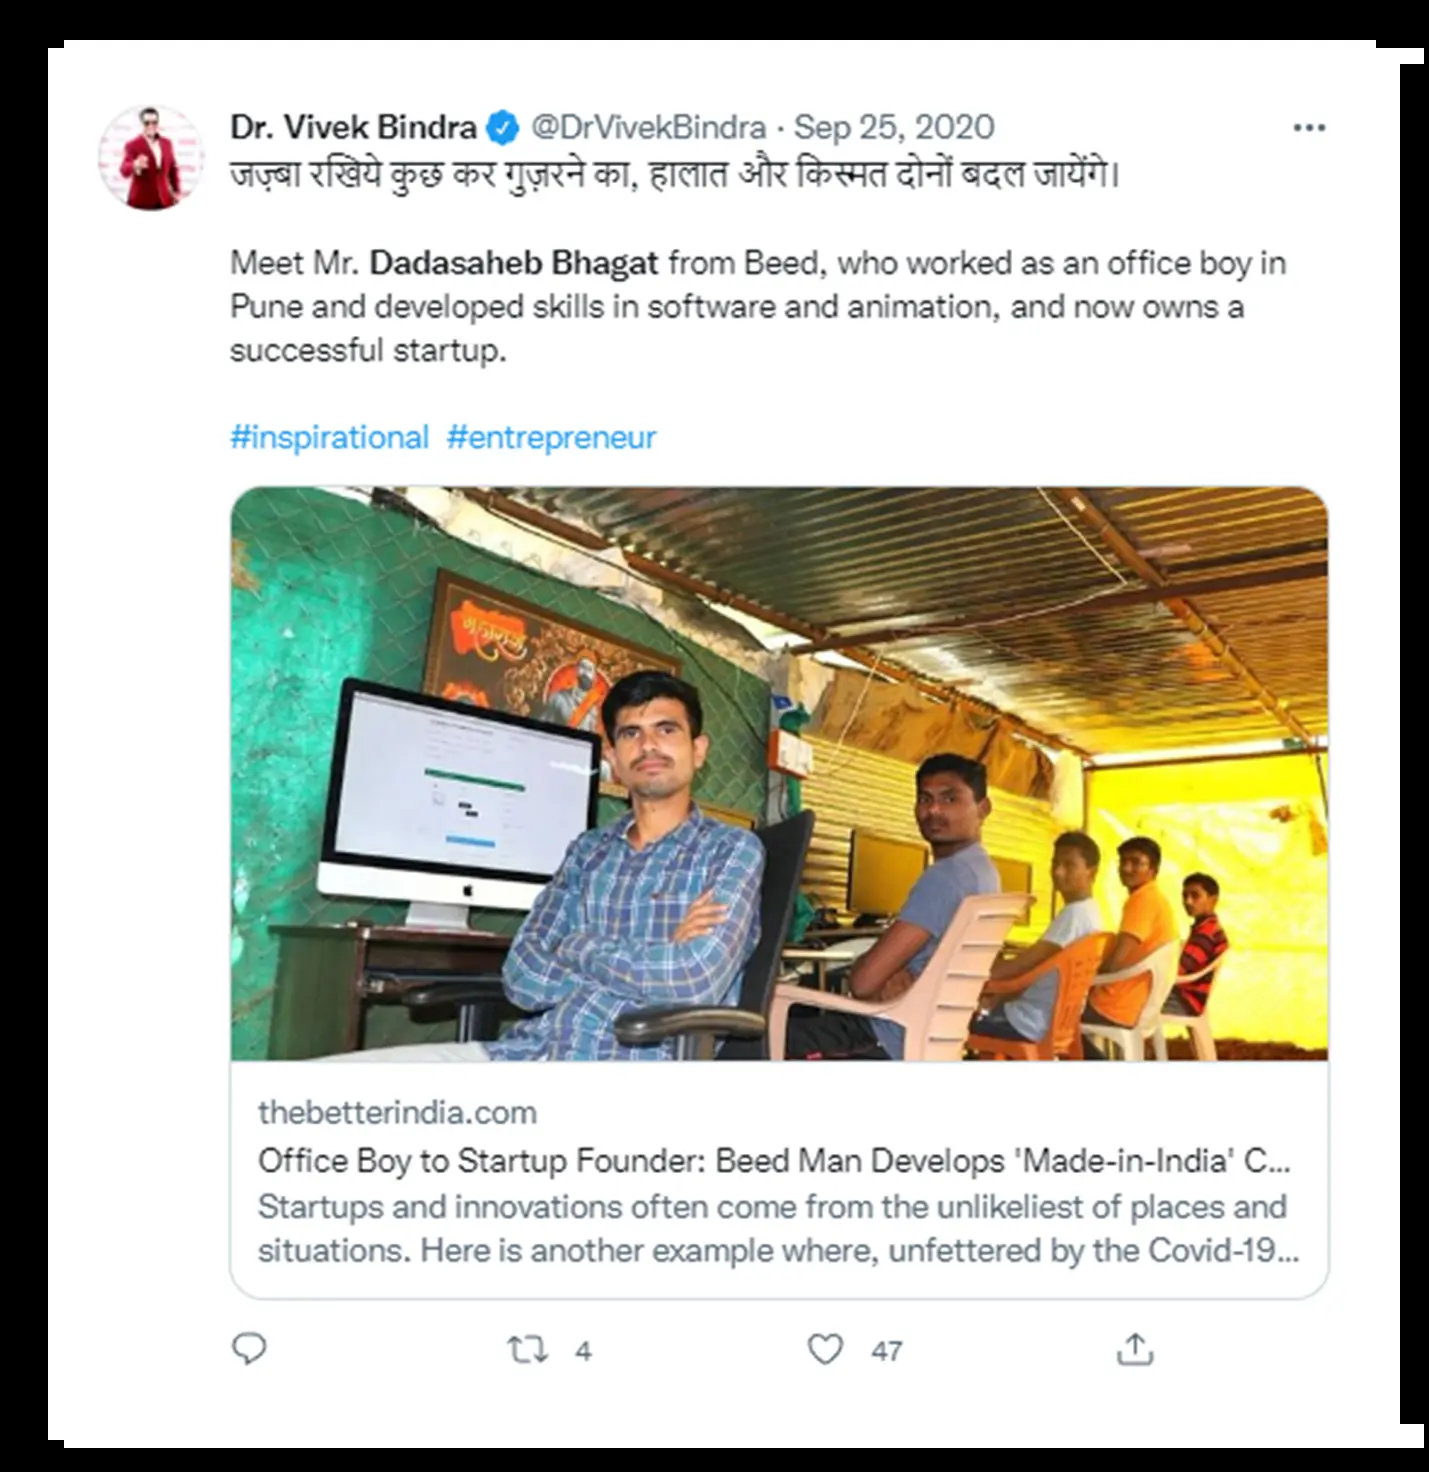 Dr. Vivek Bindra @DrVivekBindra · Sep 25, 2020
जज़्बा रखिये कुछ कर गुज़रने का, हालात और किस्मत दोनों बदल जायेंगे।
Meet Mr. Dadasaheb Bhagat from Beed, who worked as an office boy in
Pune and developed skills in software and animation, and now owns a
successful startup.
#inspirational #entrepreneur
महाराज
thebetterindia.com
Office Boy to Startup Founder: Beed Man Develops 'Made-in-India' C...
Startups and innovations often come from the unlikeliest of places and
situations. Here is another example where, unfettered by the Covid-19...
4
47